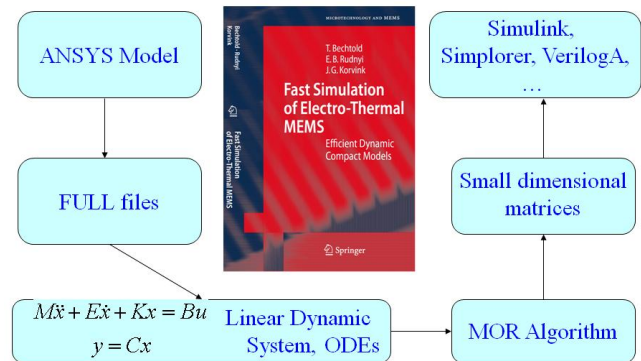 ANSYS Model
FULL files
Mẍ + Eẋ + Kx = Bu
y = Cx
Linear Dynamic
System, ODEs
MOR Algorithm
Small dimensional
matrices
Simulink,
Simplorer, VerilogA,
…
MICROTECHNOLOGY AND MEMS
T. Bechtold
E. B. Rudnyi
J. G. Korvink
Fast Simulation
of Electro-Thermal
MEMS
Efficient Dynamic
Compact Models
Springer
Bechtold · Rudnyi
Korvink
Fast Simulation
of Electro-Thermal MEMS